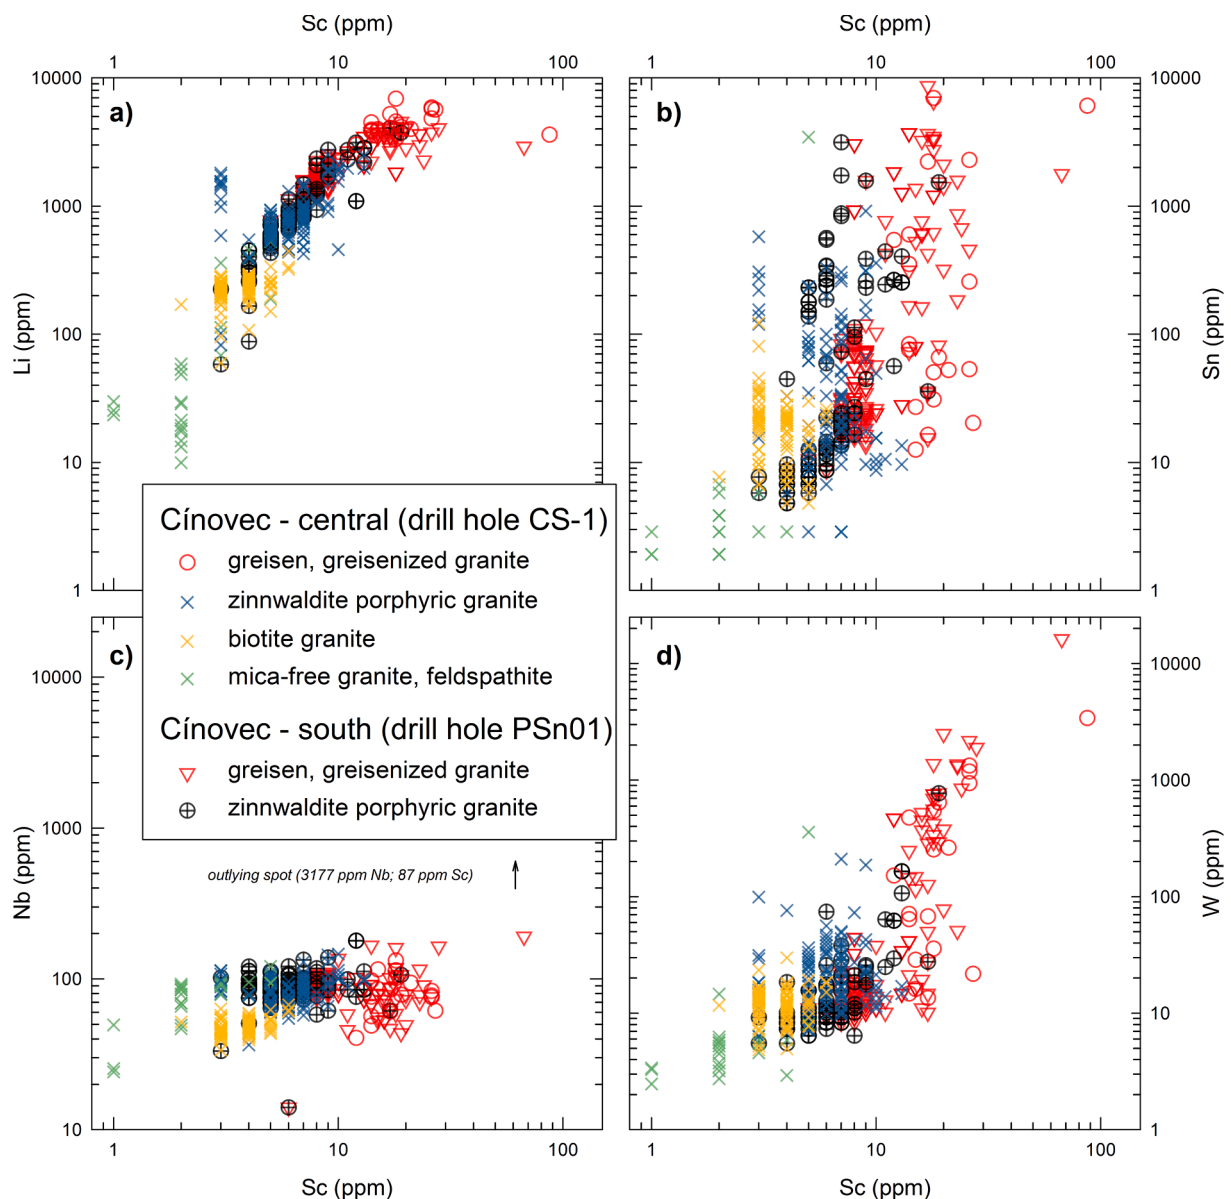 Sc (ppm)
Sc (ppm)
1
10
100
1
10
100
10000
1000
100
10
1
Li (ppm)
a)
b)
10000
1000
100
10
1
Sn (ppm)
Cínovec - central (drill hole CS-1)
greisen, greisenized granite
zinnwaldite porphyric granite
biotite granite
mica-free granite, feldspathite
Cínovec - south (drill hole PSn01)
greisen, greisenized granite
zinnwaldite porphyric granite
c)
d)
10000
1000
100
10
Nb (ppm)
outlying spot (3177 ppm Nb; 87 ppm Sc)
10000
1000
100
10
1
W (ppm)
1
10
100
1
10
100
Sc (ppm)
Sc (ppm)